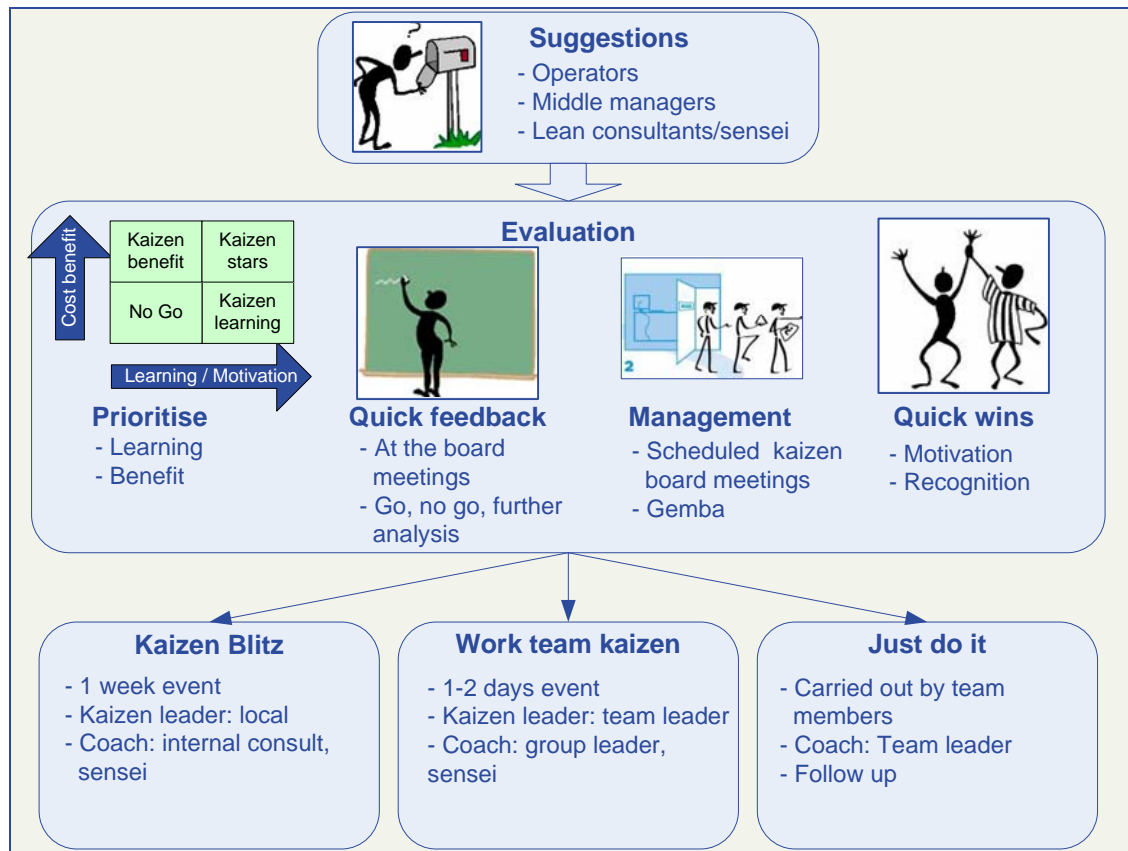 Suggestions
- Operators
- Middle managers
- Lean consultants/sensei
Evaluation
Cost benefit
Kaizen
benefit
Kaizen
stars
No Go
Kaizen
learning
Learning / Motivation
Prioritise
- Learning
- Benefit
Quick feedback
- At the board
meetings
- Go, no go, further
analysis
2
Management
- Scheduled kaizen
board meetings
- Gemba
Quick wins
- Motivation
- Recognition
Kaizen Blitz
- 1 week event
- Kaizen leader: local
- Coach: internal consult,
sensei
Work team kaizen
- 1-2 days event
- Kaizen leader: team leader
- Coach: group leader,
sensei
Just do it
- Carried out by team
members
- Coach: Team leader
- Follow up